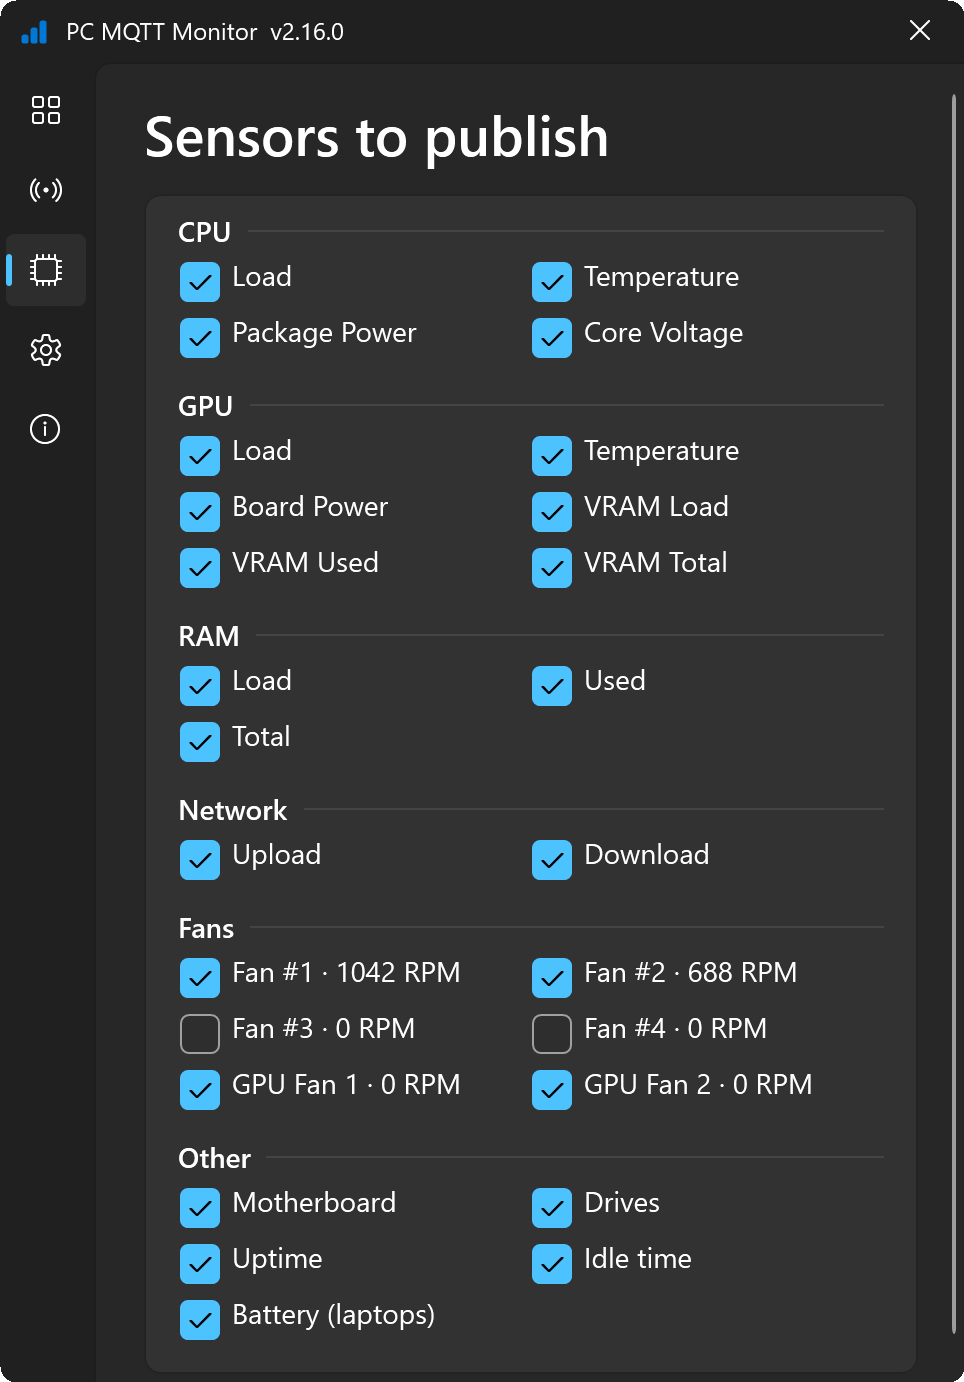 PC MQTT Monitor v2.16.0
Sensors to publish
CPU
Load
Temperature
Package Power
Core Voltage
GPU
Load
Temperature
Board Power
VRAM Load
VRAM Used
VRAM Total
RAM
Load
Used
Total
Network
Upload
Download
Fans
Fan #1 · 1042 RPM
Fan #2 · 688 RPM
Fan #3 · 0 RPM
Fan #4 · 0 RPM
GPU Fan 1 · 0 RPM
GPU Fan 2 · 0 RPM
Other
Motherboard
Drives
Uptime
Idle time
Battery (laptops)